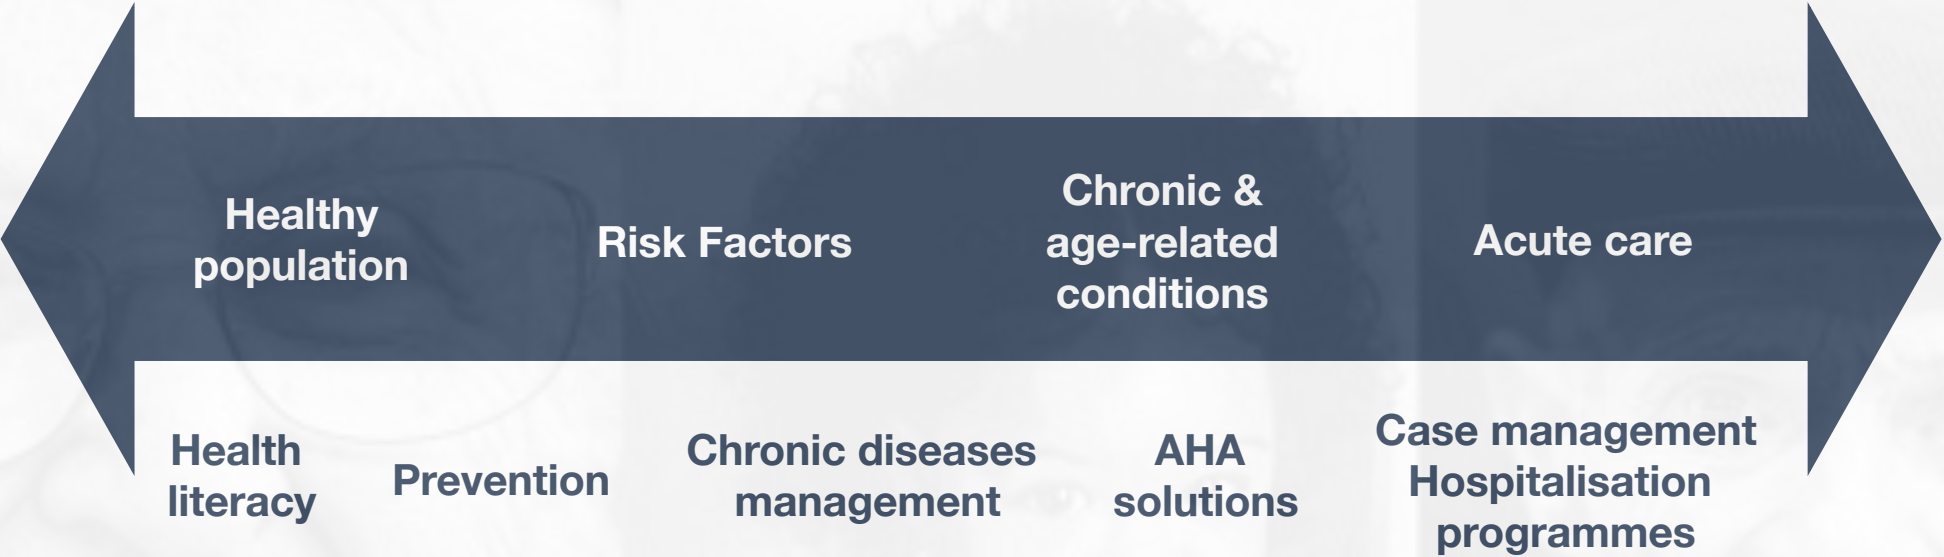 Healthy
population
Risk Factors
Chronic &
age-related
conditions
Acute care
Health
literacy
Prevention
Chronic diseases
management
AHA
solutions
Case management
Hospitalisation
programmes